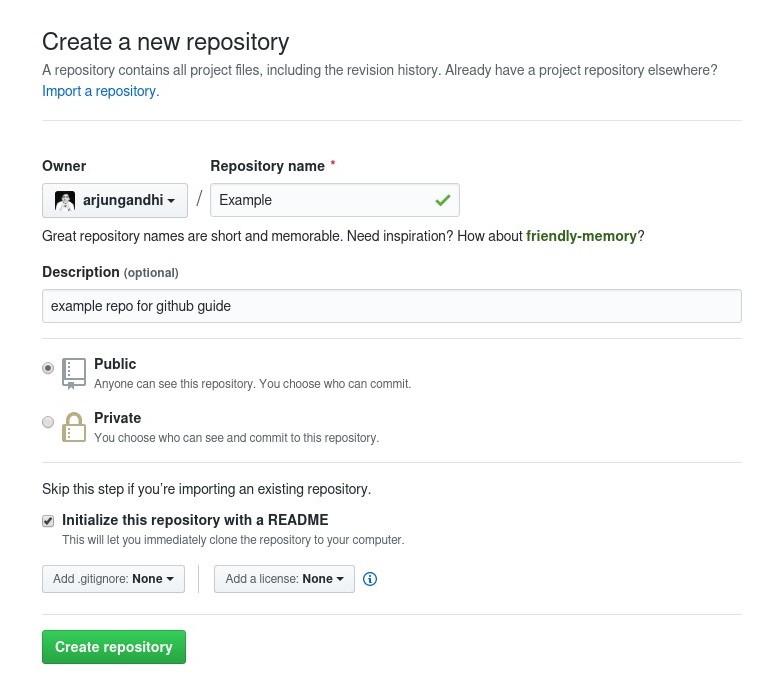 Create a new repository
A repository contains all project files, including the revision history. Already have a project repository elsewhere?
Import a repository.
Owner
Repository name *
arjungandhi
/
Example
Great repository names are short and memorable. Need inspiration? How about friendly-memory?
Description (optional)
example repo for github guide
Public
Anyone can see this repository. You choose who can commit.
Private
You choose who can see and commit to this repository.
Skip this step if you’re importing an existing repository.
Initialize this repository with a README
This will let you immediately clone the repository to your computer.
Add .gitignore: None
Add a license: None
Create repository